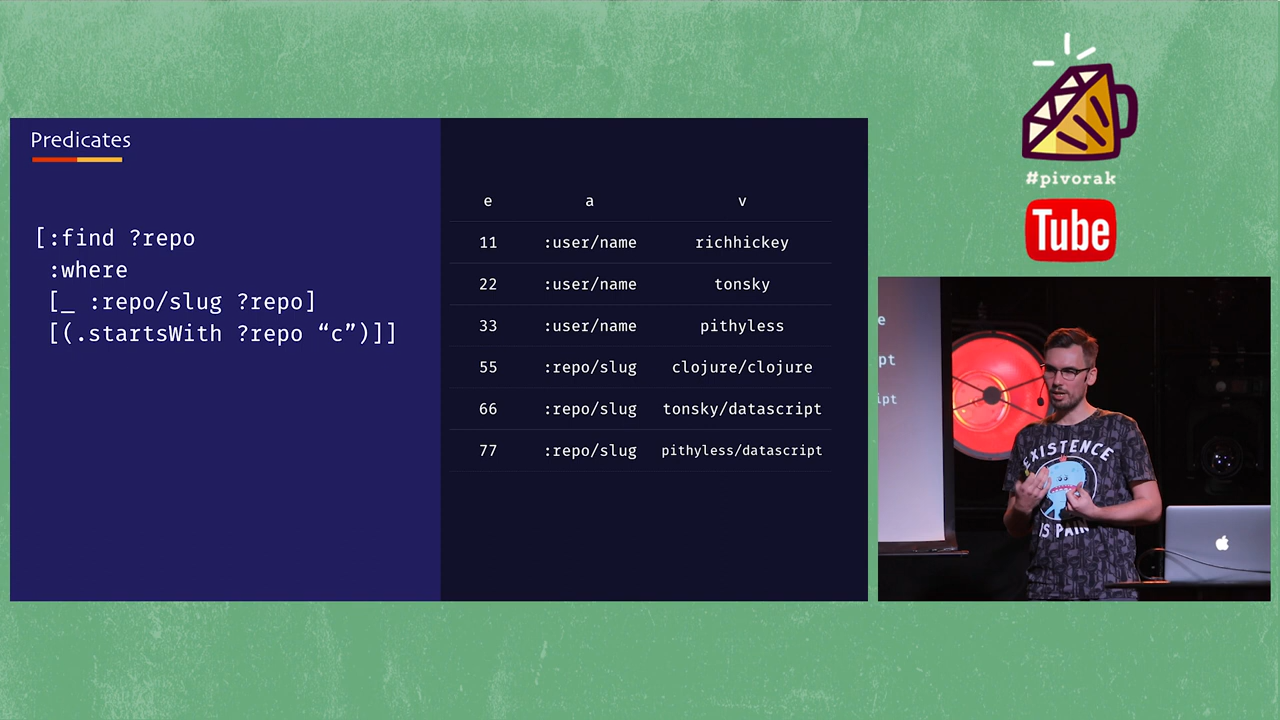 Predicates
[:find ?repo
:where
[_ :repo/slug ?repo]
[(.startsWith ?repo “c”)]]
e a v
11 :user/name richhickey
22 :user/name tonsky
33 :user/name pithyless
55 :repo/slug clojure/clojure
66 :repo/slug tonsky/datascript
77 :repo/slug pithyless/datascript
#pivorak
Tube
e
pt
ipt
EXISTENCE
IS PAIN